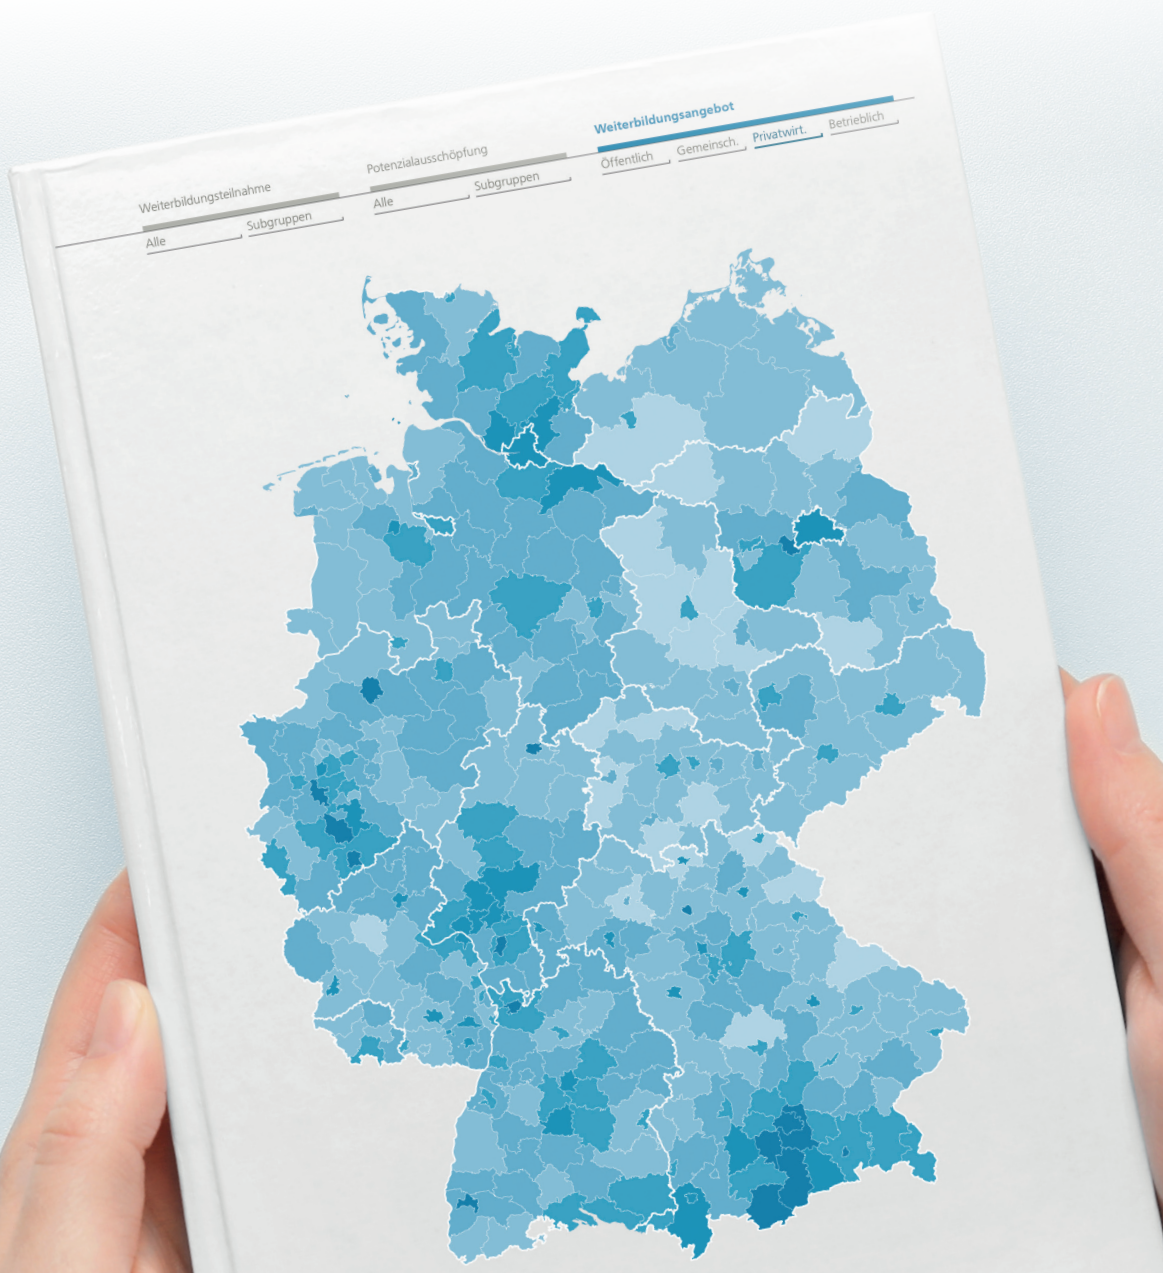 Weiterbildungsangebot
Öffentlich Gemeinsch. Privatwirt. Betrieblich
Potenzialausschöpfung
Alle Subgruppen
Weiterbildungsteilnahme
Alle Subgruppen